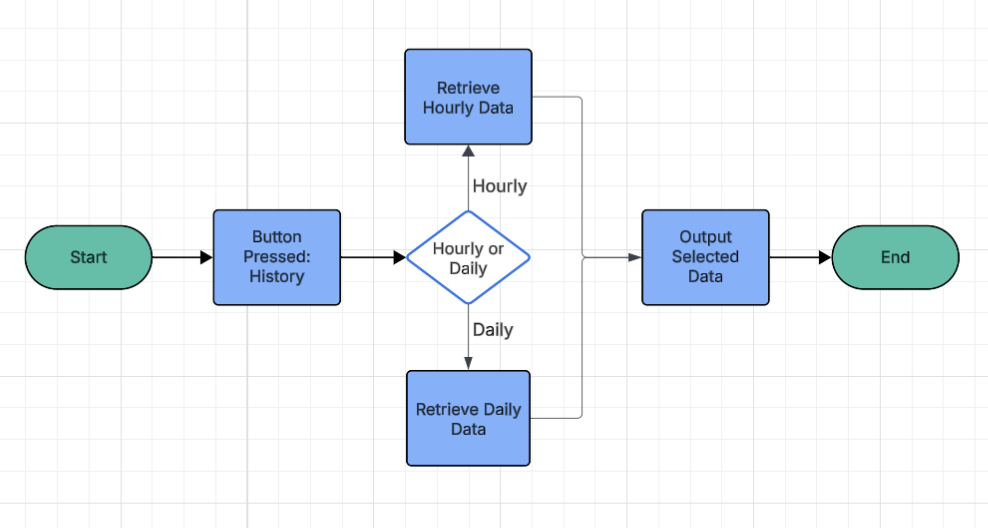 Retrieve
Hourly Data
Hourly
Start
Button
Pressed:
History
Hourly or
Daily
Output
Selected
Data
End
Daily
Retrieve Daily
Data